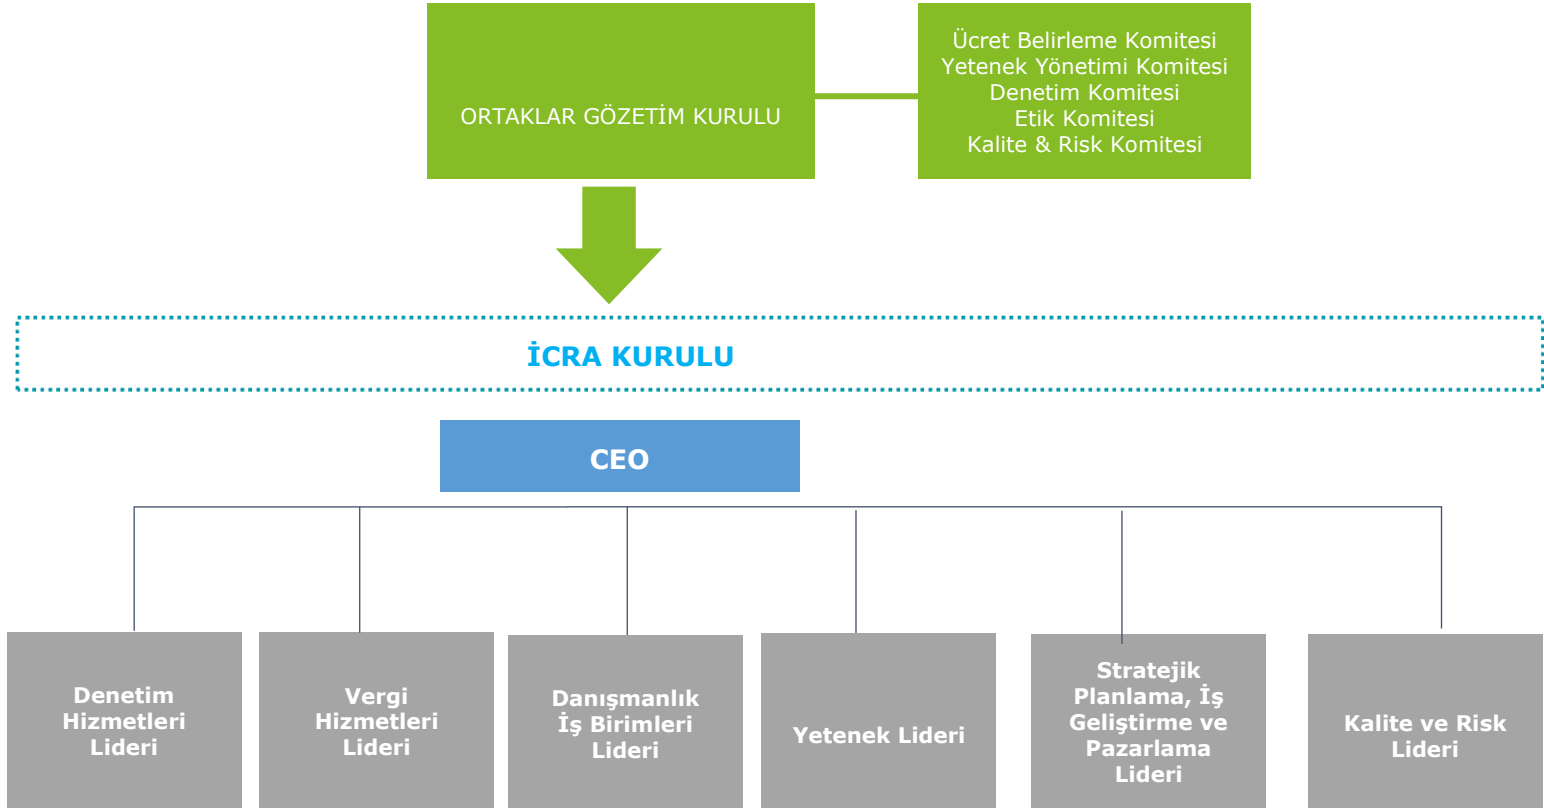 ORTAKLAR GÖZETİM KURULU
Ücret Belirleme Komitesi
Yetenek Yönetimi Komitesi
Denetim Komitesi
Etik Komitesi
Kalite & Risk Komitesi
İCRA KURULU
CEO
Denetim
Hizmetleri
Lideri
Vergi
Hizmetleri
Lideri
Danışmanlık
İş Birimleri
Lideri
Yetenek Lideri
Stratejik
Planlama, İş
Geliştirme ve
Pazarlama
Lideri
Kalite ve Risk
Lideri